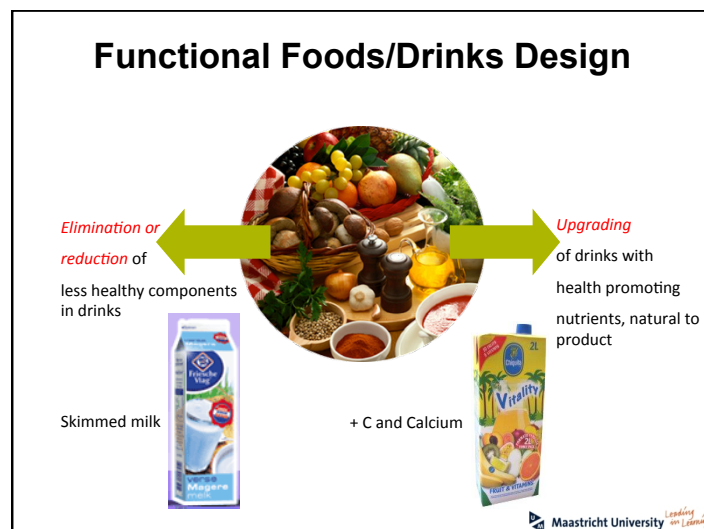 Functional Foods/Drinks Design
Elimination or
reduction of
less healthy components
in drinks
Upgrading
of drinks with
health promoting
nutrients, natural to
product
Skimmed milk
Friesche
Vlag
verse
Magere
melk
+ C and Calcium
2L
Chiquita
Vitality
2L
FRUIT & VITAMINS
Maastricht University
Leading
in Learning